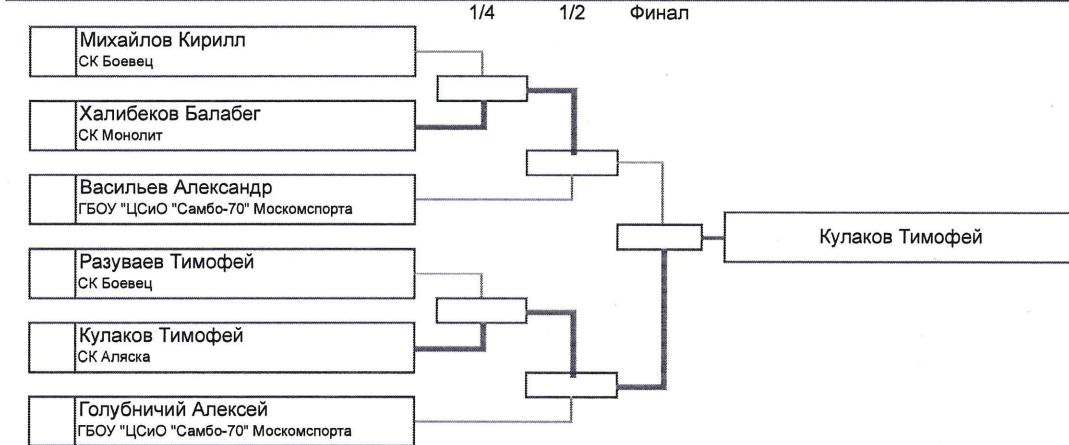 1/4 1/2 Финал
Михайлов Кирилл
СК Боевец
Халибеков Балабег
СК Монолит
Васильев Александр
ГБОУ "ЦСиО "Самбо-70" Москомспорта
Разуваев Тимофей
СК Боевец
Кулаков Тимофей
СК Аляска
Голубничий Алексей
ГБОУ "ЦСиО "Самбо-70" Москомспорта
Кулаков Тимофей